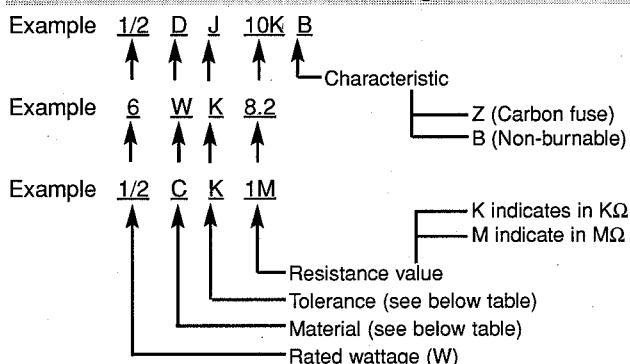 Example 1/2 D J 10K B
Characteristic
Z (Carbon fuse)
B (Non-burnable)
Example 6 W K 8.2
Example 1/2 C K 1M
K indicates in KΩ
M indicate in MΩ
Resistance value
Tolerance (see below table)
Material (see below table)
Rated wattage (W)